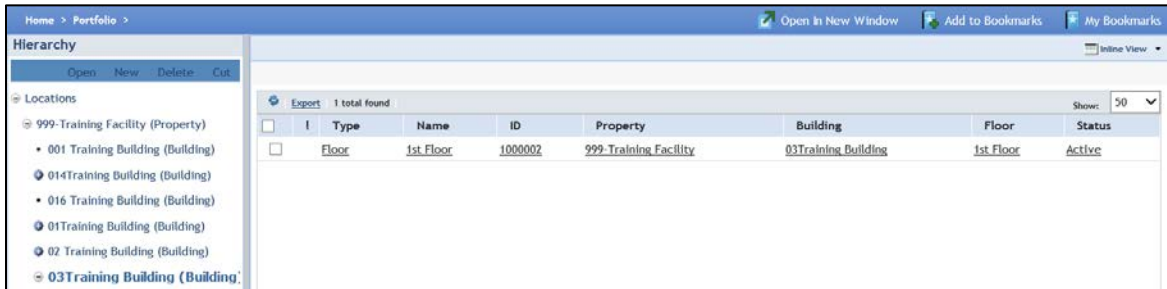 Home > Portfolio >
Open In New Window Add to Bookmarks My Bookmarks
Hierarchy
Inline View
Open New Delete Cut
Locations
999-Training Facility (Property)
• 001 Training Building (Building)
014Training Building (Building)
• 016 Training Building (Building)
01Training Building (Building)
02 Training Building (Building)
03Training Building (Building)
Export 1 total found Show: 50
! Type Name ID Property Building Floor Status
Floor 1st Floor 1000002 999-Training Facility 03Training Building 1st Floor Active